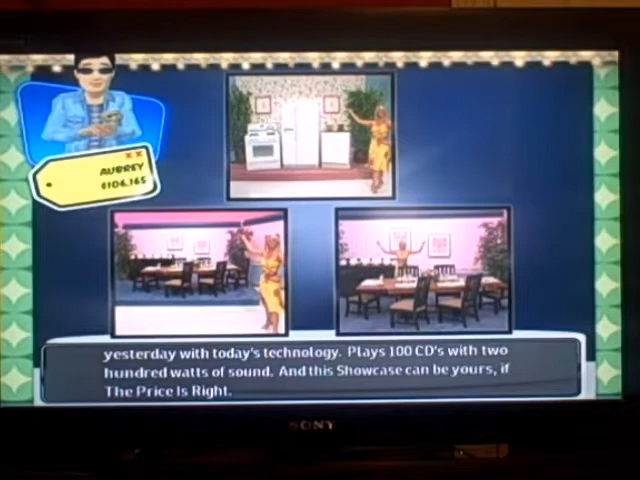 XX
AUBREY
$106,165
yesterday with today's technology. Plays 100 CD's with two
hundred watts of sound. And this Showcase can be yours, if
The Price Is Right.
SONY